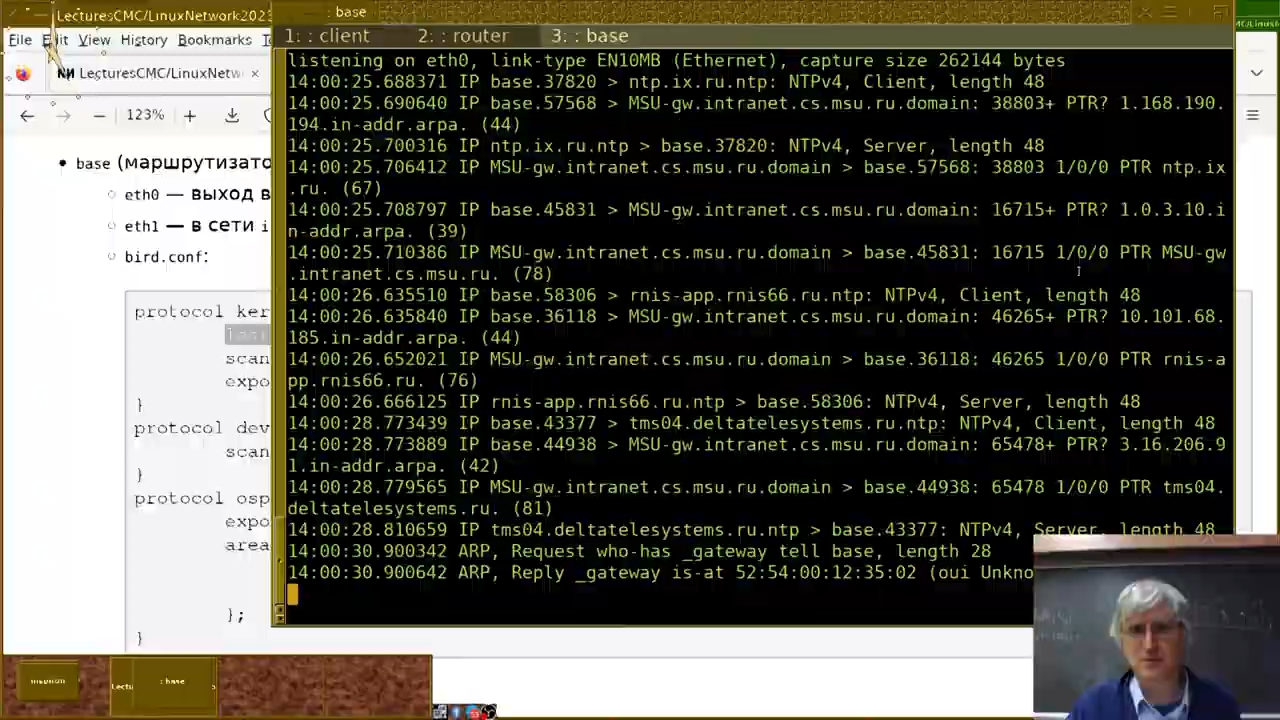 LecturesCMC/LinuxNetwork2023
: base
File Edit View History Bookmarks
1: : client 2: : router 3: : base
LecturesCMC/LinuxNetw
123%
base (маршрутизато
eth0 — выход в
eth1 — в сети i
bird.conf:
protocol ker
scan
expo
}
protocol dev
scan
}
protocol osp
expo
area
};
}
listening on eth0, link-type EN10MB (Ethernet), capture size 262144 bytes
14:00:25.688371 IP base.37820 > ntp.ix.ru.ntp: NTPv4, Client, length 48
14:00:25.690640 IP base.57568 > MSU-gw.intranet.cs.msu.ru.domain: 38803+ PTR? 1.168.190.
194.in-addr.arpa. (44)
14:00:25.700316 IP ntp.ix.ru.ntp > base.37820: NTPv4, Server, length 48
14:00:25.706412 IP MSU-gw.intranet.cs.msu.ru.domain > base.57568: 38803 1/0/0 PTR ntp.ix
.ru. (67)
14:00:25.708797 IP base.45831 > MSU-gw.intranet.cs.msu.ru.domain: 16715+ PTR? 1.0.3.10.i
n-addr.arpa. (39)
14:00:25.710386 IP MSU-gw.intranet.cs.msu.ru.domain > base.45831: 16715 1/0/0 PTR MSU-gw
.intranet.cs.msu.ru. (78)
14:00:26.635510 IP base.58306 > rnis-app.rnis66.ru.ntp: NTPv4, Client, length 48
14:00:26.635840 IP base.36118 > MSU-gw.intranet.cs.msu.ru.domain: 46265+ PTR? 10.101.68.
185.in-addr.arpa. (44)
14:00:26.652021 IP MSU-gw.intranet.cs.msu.ru.domain > base.36118: 46265 1/0/0 PTR rnis-a
pp.rnis66.ru. (76)
14:00:26.666125 IP rnis-app.rnis66.ru.ntp > base.58306: NTPv4, Server, length 48
14:00:28.773439 IP base.43377 > tms04.deltatelesystems.ru.ntp: NTPv4, Client, length 48
14:00:28.773889 IP base.44938 > MSU-gw.intranet.cs.msu.ru.domain: 65478+ PTR? 3.16.206.9
1.in-addr.arpa. (42)
14:00:28.779565 IP MSU-gw.intranet.cs.msu.ru.domain > base.44938: 65478 1/0/0 PTR tms04.
deltatelesystems.ru. (81)
14:00:28.810659 IP tms04.deltatelesystems.ru.ntp > base.43377: NTPv4, Server, length 48
14:00:30.900342 ARP, Request who-has _gateway tell base, length 28
14:00:30.900642 ARP, Reply _gateway is-at 52:54:00:12:35:02 (oui Unkno
Lectu
: base